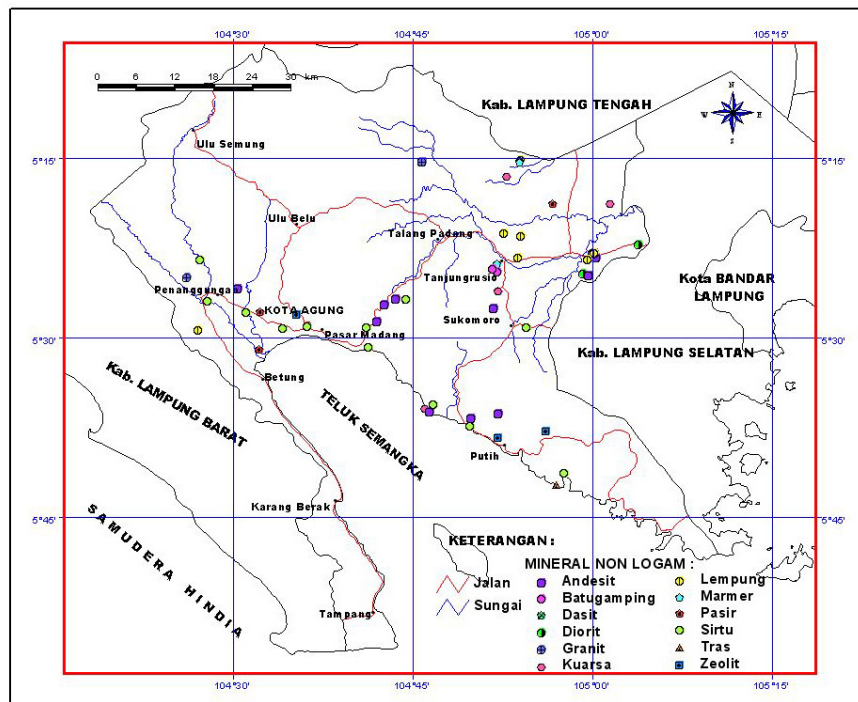 104°30' 104°45' 105°00' 105°15'
0 6 12 18 24 30 km
N
W E
S
Kab. LAMPUNG TENGAH
Ulu Semung
5°15' 5°15'
Ulu Belu
Talang Padang
Tanjungrusio
Kota BANDAR
LAMPUNG
Penanggungan
KOTA AGUNG
Sukomoro
Pasar Madang
5°30' 5°30'
Kab. LAMPUNG SELATAN
Betung
Kab. LAMPUNG BARAT
TELUK SEMANGKA
Putih
Karang Berak
5°45' 5°45'
SAMUDERA HINDIA
Tampang
KETERANGAN :
MINERAL NON LOGAM :
Jalan
Sungai
Andesit
Batugamping
Dasit
Diorit
Granit
Kuarsa
Lempung
Marmer
Pasir
Sirtu
Tras
Zeolit
104°30' 104°45' 105°00' 105°15'